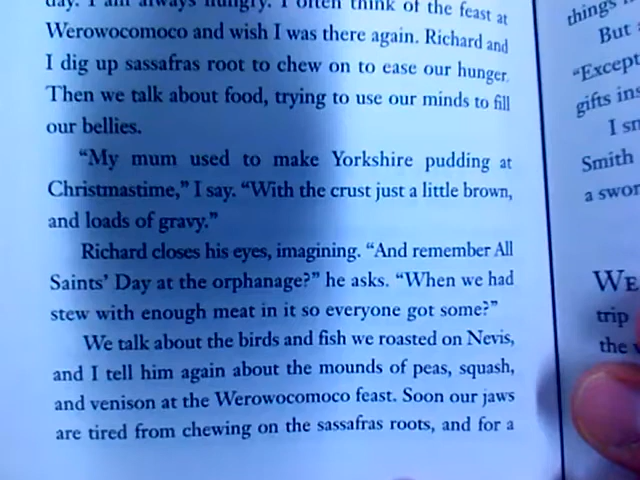 day. I am always hungry. I often think of the feast at
Werowocomoco and wish I was there again. Richard and
I dig up sassafras root to chew on to ease our hunger.
Then we talk about food, trying to use our minds to fill
our bellies.
“My mum used to make Yorkshire pudding at
Christmastime,” I say. “With the crust just a little brown,
and loads of gravy.”
Richard closes his eyes, imagining. “And remember All
Saints’ Day at the orphanage?” he asks. “When we had
stew with enough meat in it so everyone got some?”
We talk about the birds and fish we roasted on Nevis,
and I tell him again about the mounds of peas, squash,
and venison at the Werowocomoco feast. Soon our jaws
are tired from chewing on the sassafras roots, and for a
things
But
“Except
gifts
I
Smith
a
WE
trip
the